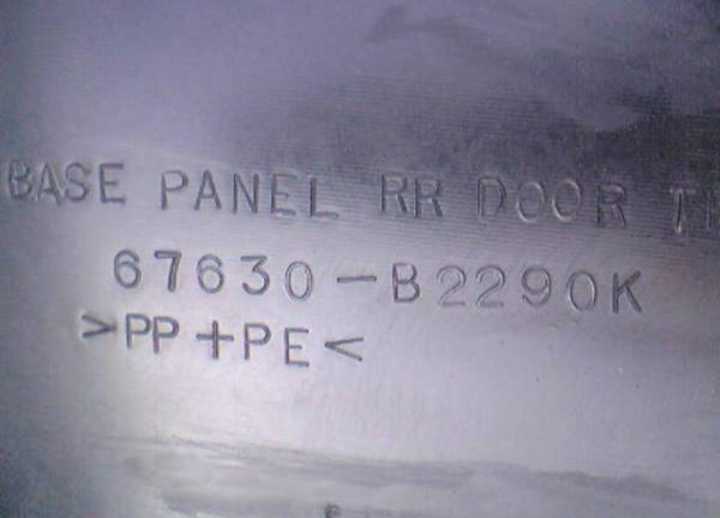 BASE PANEL RR DOOR
67630-B2290K
>PP+PE<